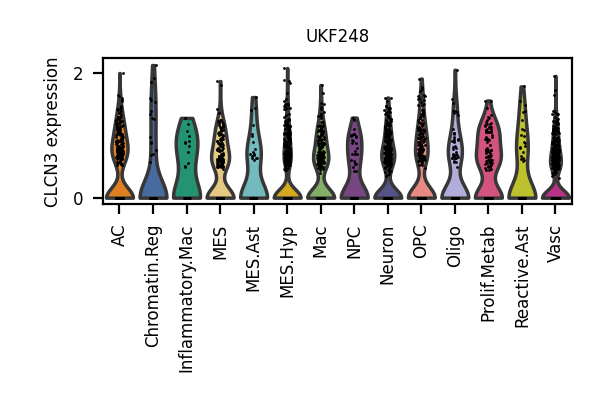 UKF248
CLCN3 expression
2
0
AC
Chromatin.Reg
Inflammatory.Mac
MES
MES.Ast
MES.Hyp
Mac
NPC
Neuron
OPC
Oligo
Prolif.Metab
Reactive.Ast
Vasc